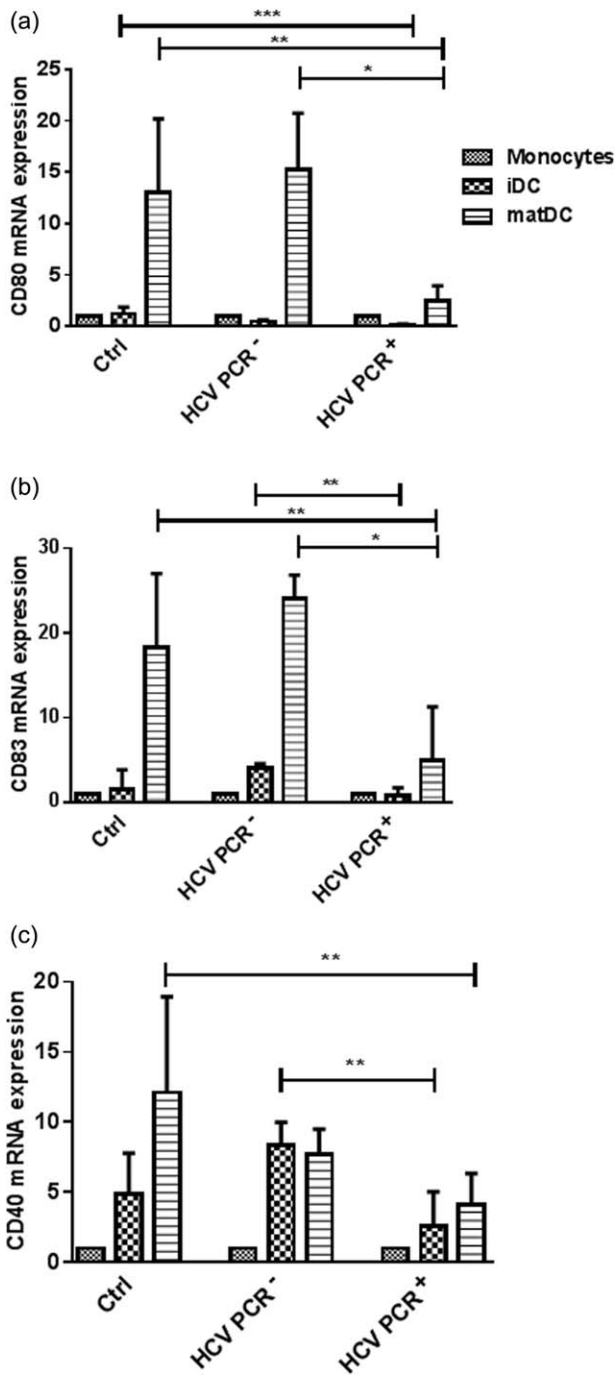 (a)
***
**
*
25
20
15
10
5
0
CD80 mRNA expression
Monocytes
iDC
matDC
Ctrl
HCV PCR⁻
HCV PCR⁺
(b)
**
**
*
30
20
10
0
CD83 mRNA expression
Ctrl
HCV PCR⁻
HCV PCR⁺
(c)
**
**
20
15
10
5
0
CD40 mRNA expression
Ctrl
HCV PCR⁻
HCV PCR⁺